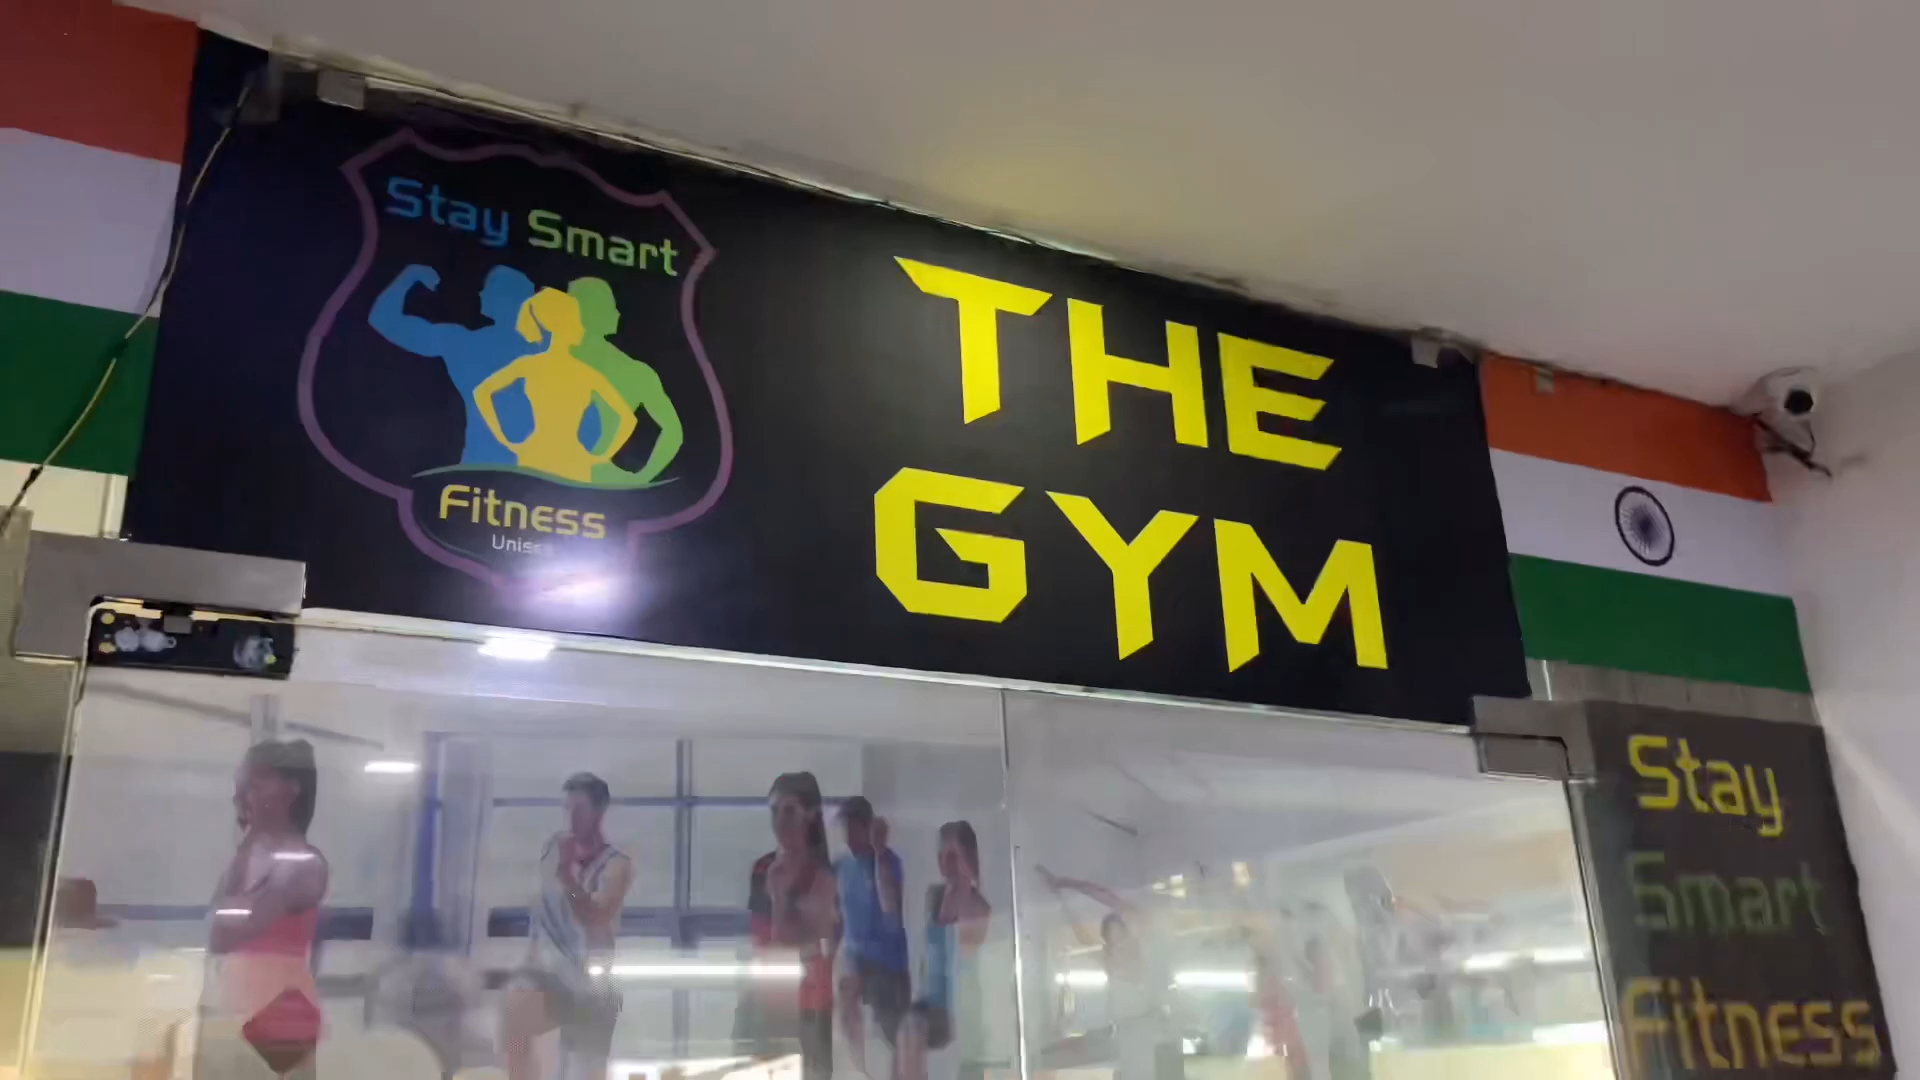 Stay Smart
Fitness
THE
GYM
Stay
Smart
Fitness